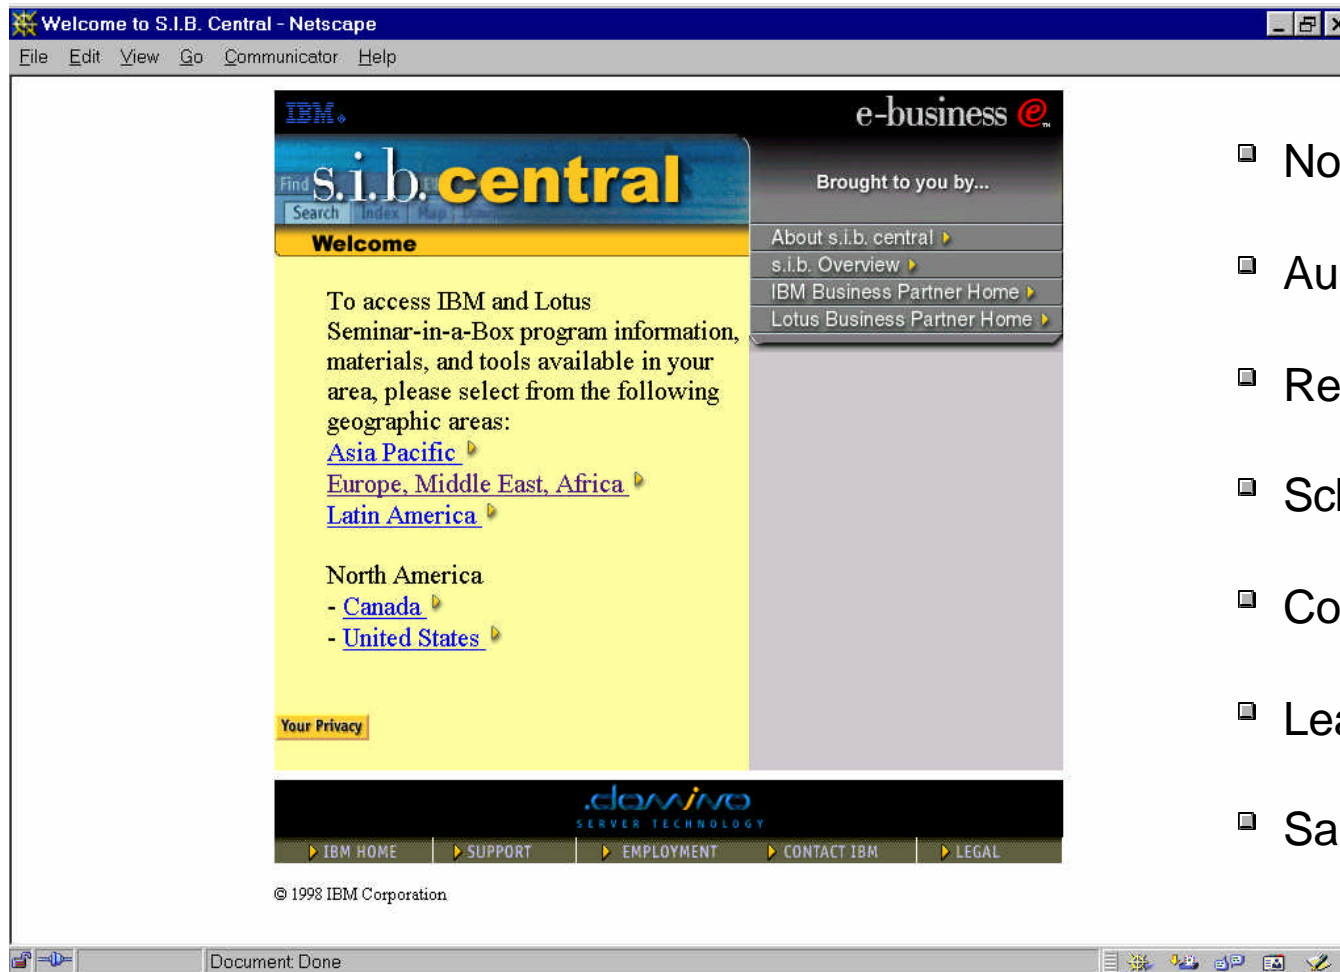 Welcome to S.I.B. Central - Netscape
File Edit View Go Communicator Help
IBM
e-business
Find
s.i.b. central
Search Index Map
Welcome
Brought to you by...
About s.i.b. central
s.i.b. Overview
IBM Business Partner Home
Lotus Business Partner Home
To access IBM and Lotus
Seminar-in-a-Box program information,
materials, and tools available in your
area, please select from the following
geographic areas:
Asia Pacific
Europe, Middle East, Africa
Latin America
North America
- Canada
- United States
Your Privacy
.domino
SERVER TECHNOLOGY
IBM HOME SUPPORT EMPLOYMENT CONTACT IBM LEGAL
© 1998 IBM Corporation
Document: Done
No
Au
Re
Sc
Co
Lea
Sa